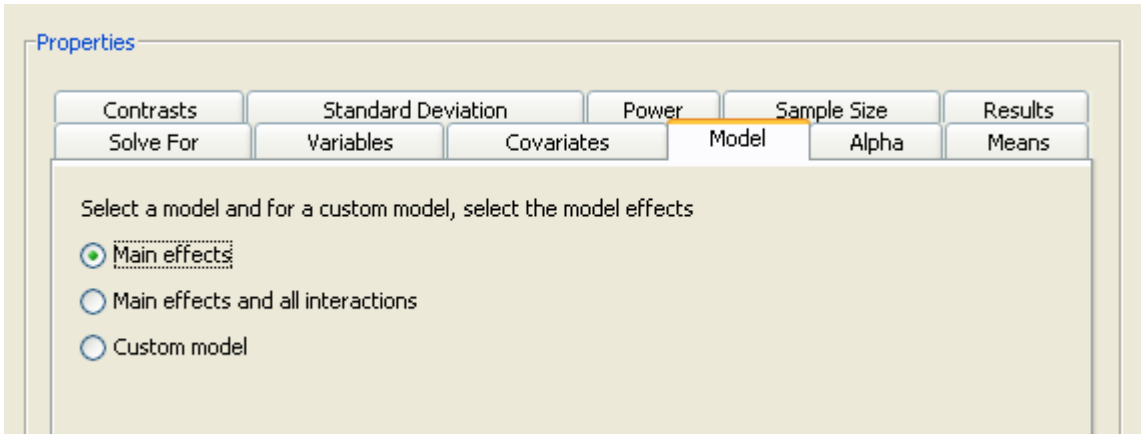 Properties
Contrasts Standard Deviation Power Sample Size Results
Solve For Variables Covariates Model Alpha Means
Select a model and for a custom model, select the model effects
Main effects
Main effects and all interactions
Custom model